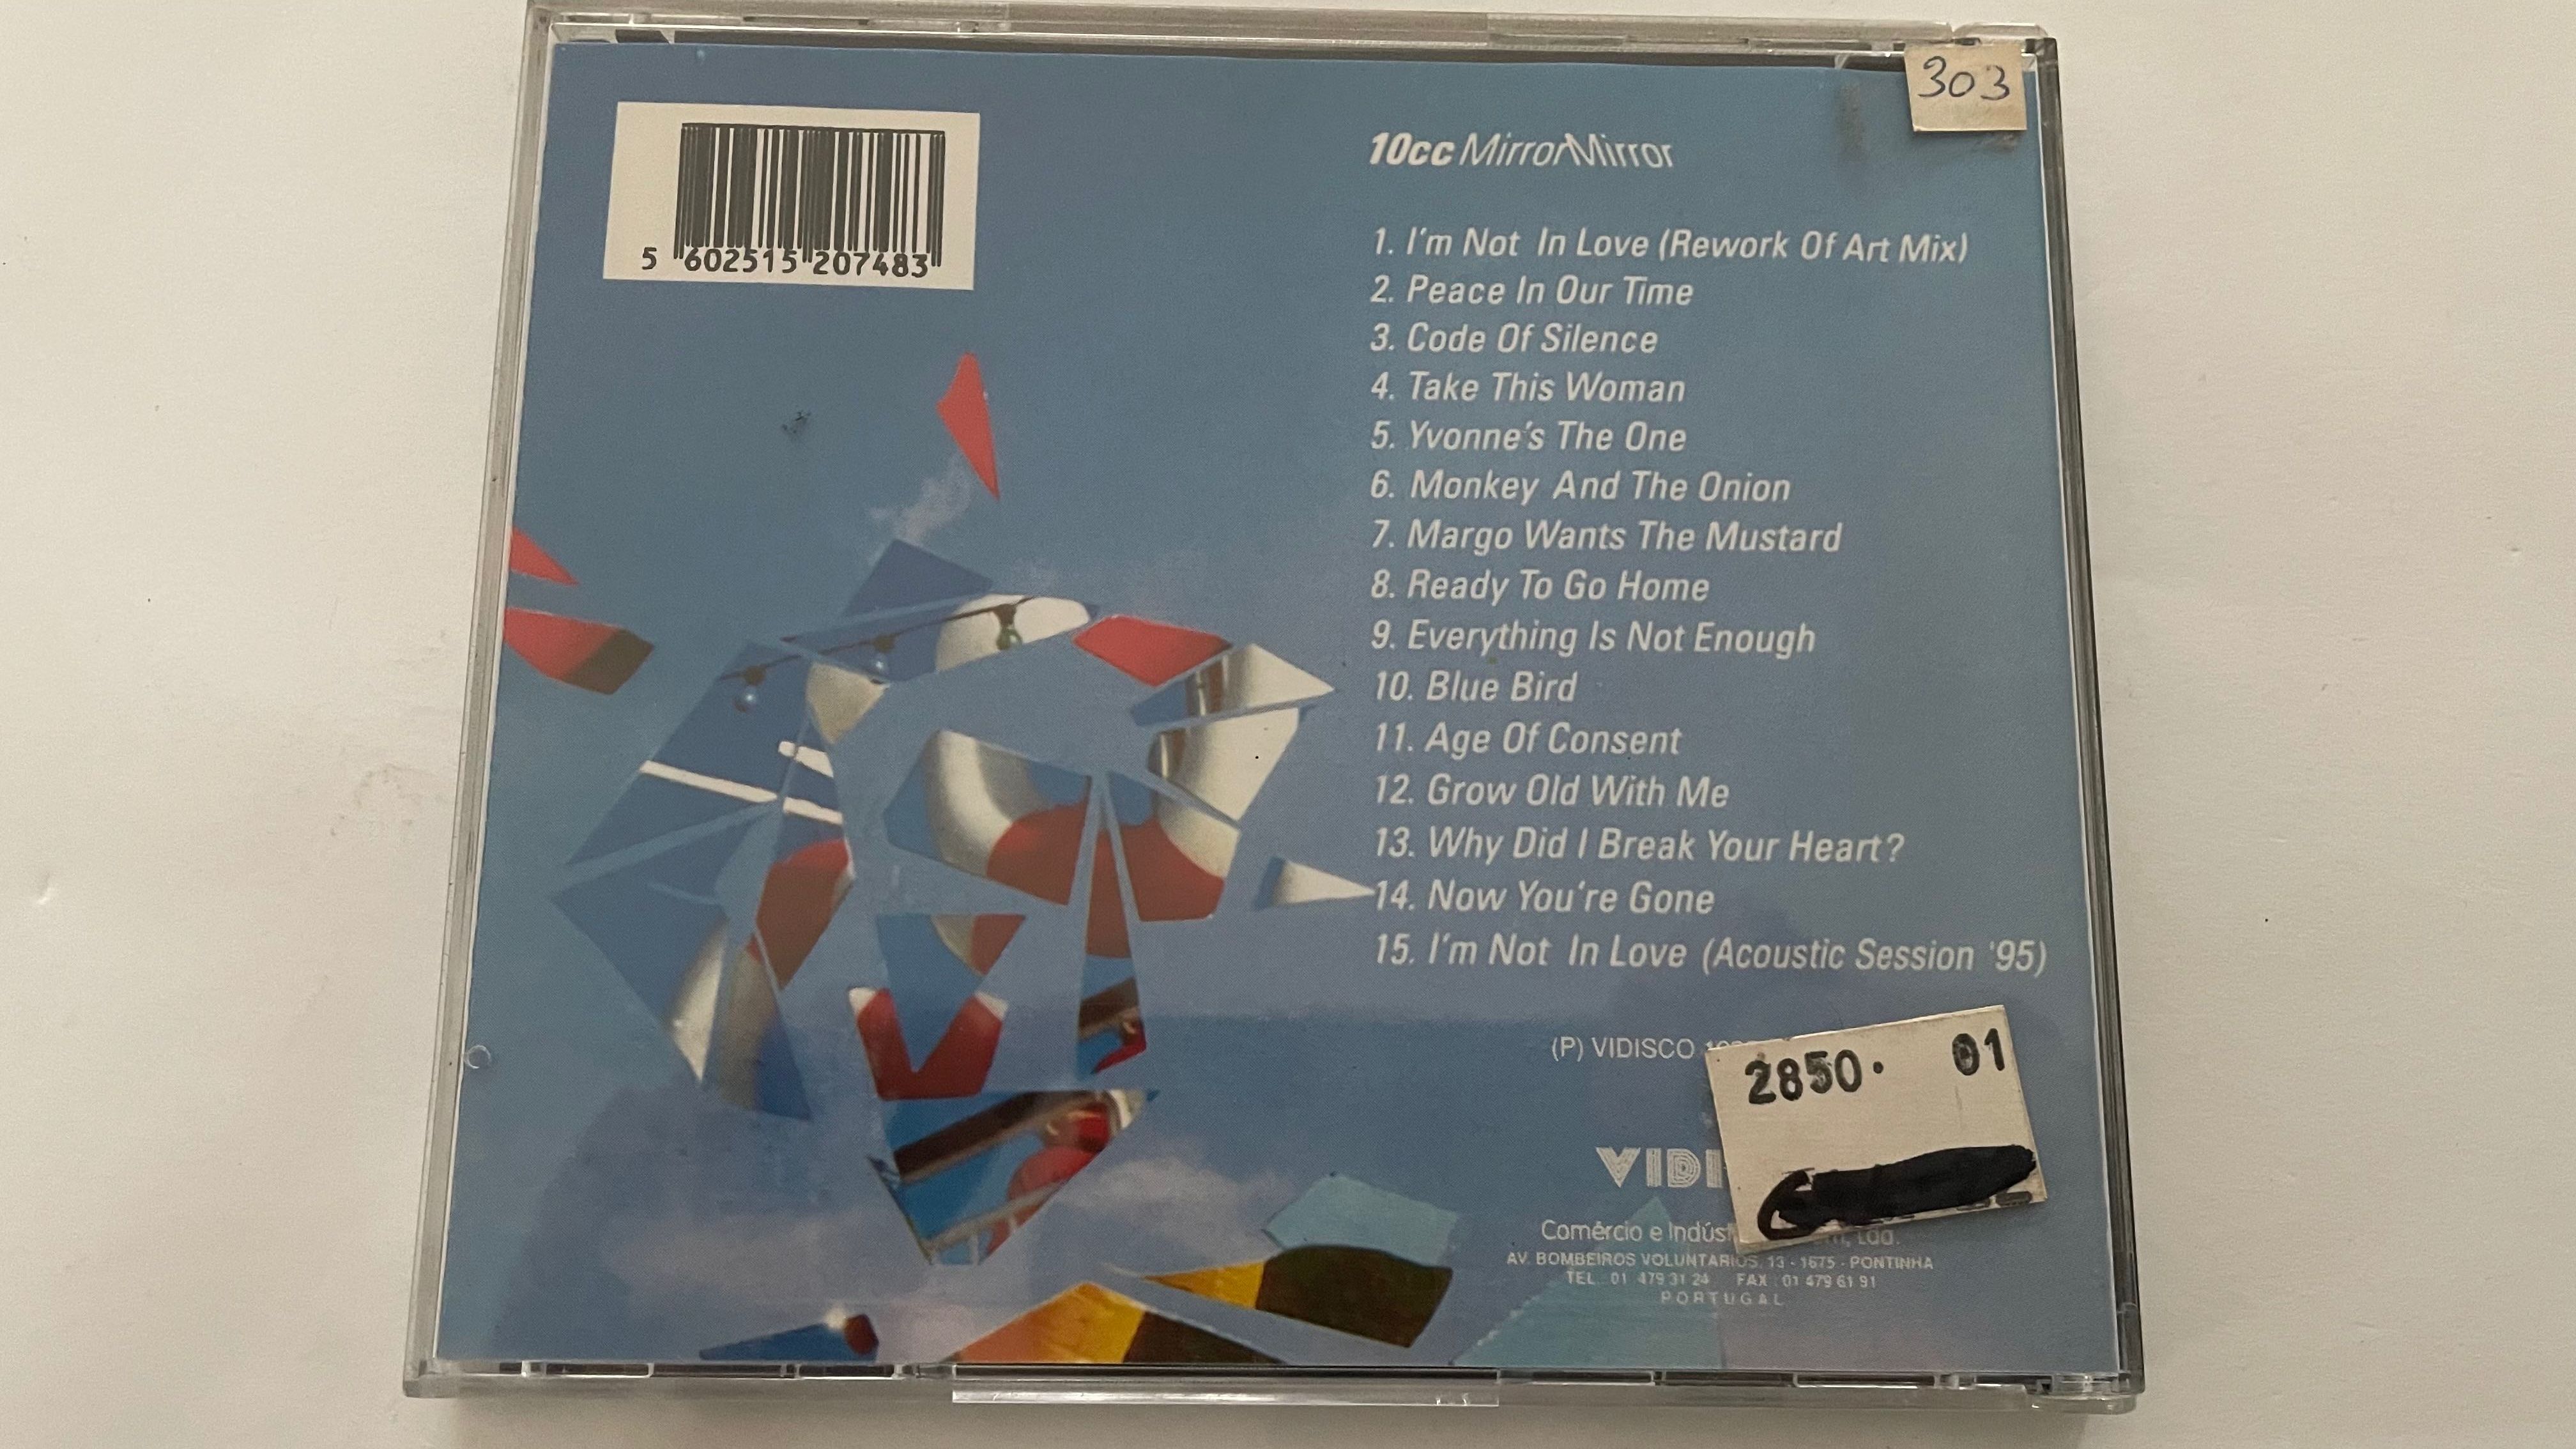 303
5 602515 207483
10cc MirrorMirror
1. I'm Not In Love (Rework Of Art Mix)
2. Peace In Our Time
3. Code Of Silence
4. Take This Woman
5. Yvonne's The One
6. Monkey And The Onion
7. Margo Wants The Mustard
8. Ready To Go Home
9. Everything Is Not Enough
10. Blue Bird
11. Age Of Consent
12. Grow Old With Me
13. Why Did I Break Your Heart?
14. Now You're Gone
15. I'm Not In Love (Acoustic Session '95)
(P) VIDISCO
2850. 01
VIDI
Comércio e Lda.
AV. BOMBEIROS VOLUNTARIOS, 13 - 1675 - PONTINHA
TEL. 01 479 31 24 FAX: 01 479 61 91
PORTUGAL